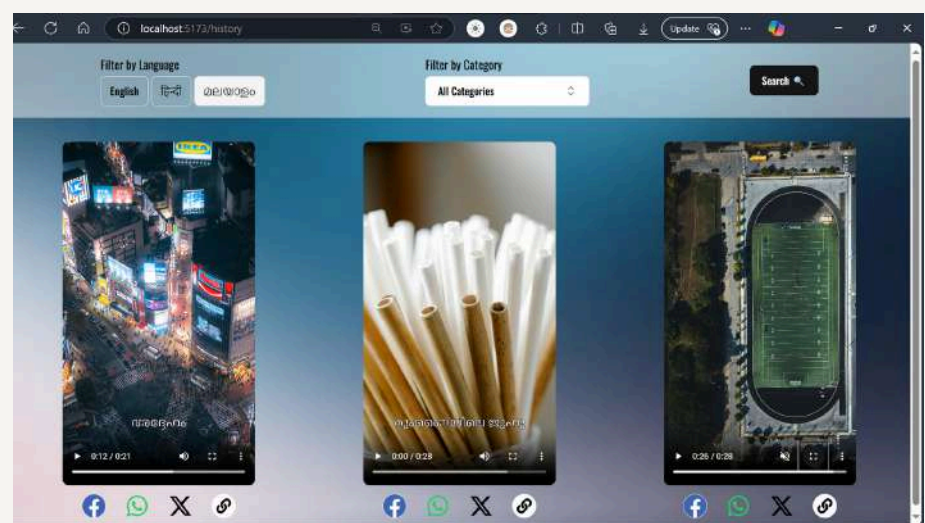 localhost:5173/history
Update
Filter by Language
English
हिन्दी
മലയാളം
Filter by Category
All Categories
Search
IKEA
0:12 / 0:21
0:00 / 0:28
0:26 / 0:28